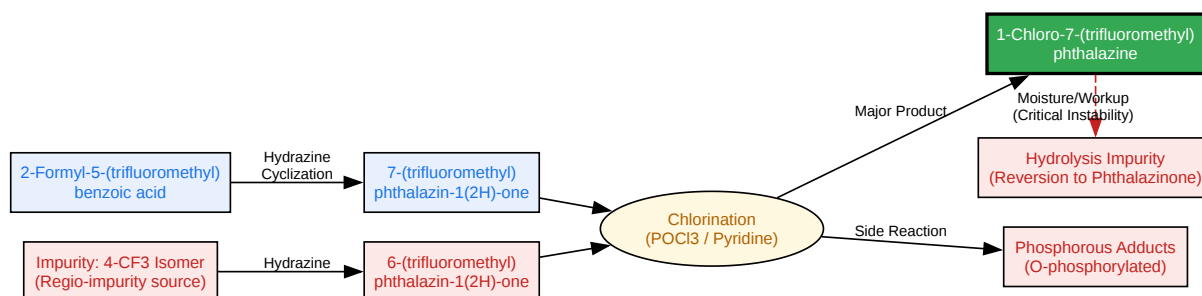 1-Chloro-7-(trifluoromethyl)
phthalazine
Major Product
Moisture/Workup
(Critical Instability)
2-Formyl-5-(trifluoromethyl)
benzoic acid
Hydrazine
Cyclization
7-(trifluoromethyl)
phthalazin-1(2H)-one
Hydrolysis Impurity
(Reversion to Phthalazinone)
Chlorination
(POCl3 / Pyridine)
Side Reaction
Impurity: 4-CF3 Isomer
(Regio-impurity source)
Hydrazine
6-(trifluoromethyl)
phthalazin-1(2H)-one
Phosphorous Adducts
(O-phosphorylated)